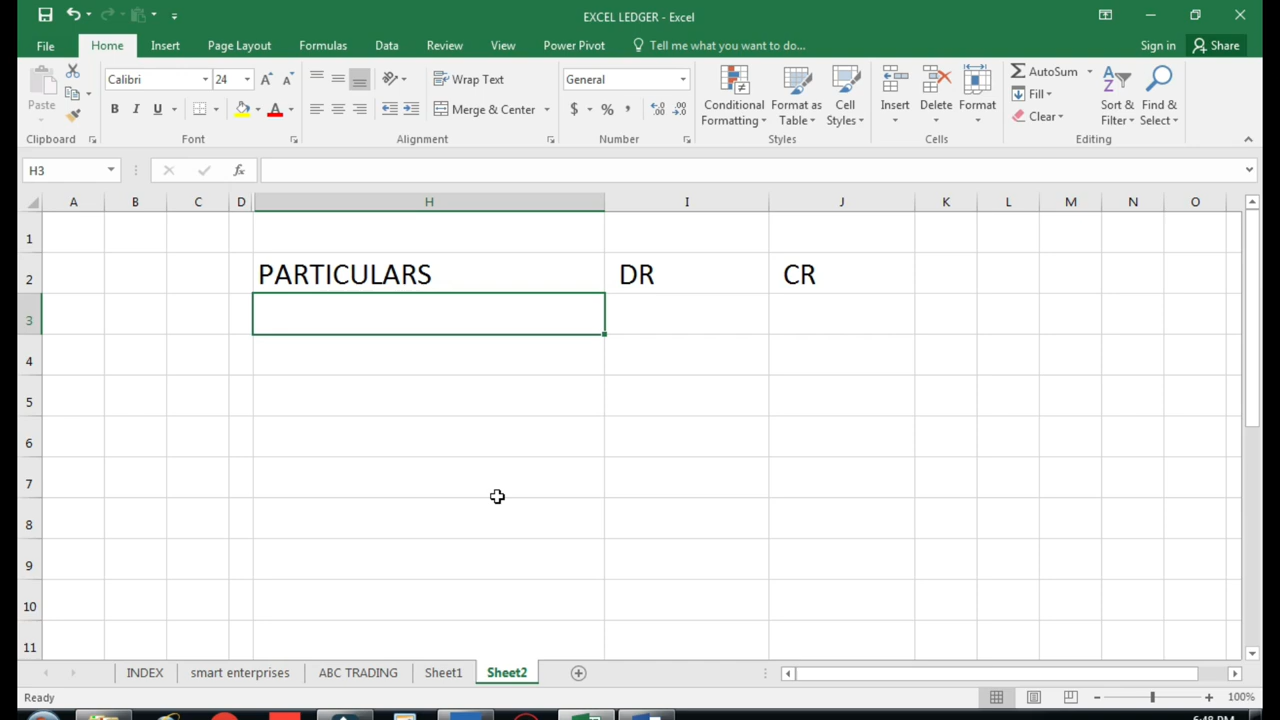 EXCEL LEDGER - Excel
File Home Insert Page Layout Formulas Data Review View Power Pivot Tell me what you want to do... Sign in Share
Calibri 24 Wrap Text General AutoSum
Paste B I U Merge & Center $ % , Conditional Formatting Format as Table Cell Styles Insert Delete Format Fill Clear Sort & Filter Find & Select
Clipboard Font Alignment Number Styles Cells Editing
H3 fx
A B C D H I J K L M N O
1
2 PARTICULARS DR CR
3
4
5
6
7
8
9
10
11
INDEX smart enterprises ABC TRADING Sheet1 Sheet2
Ready 100%